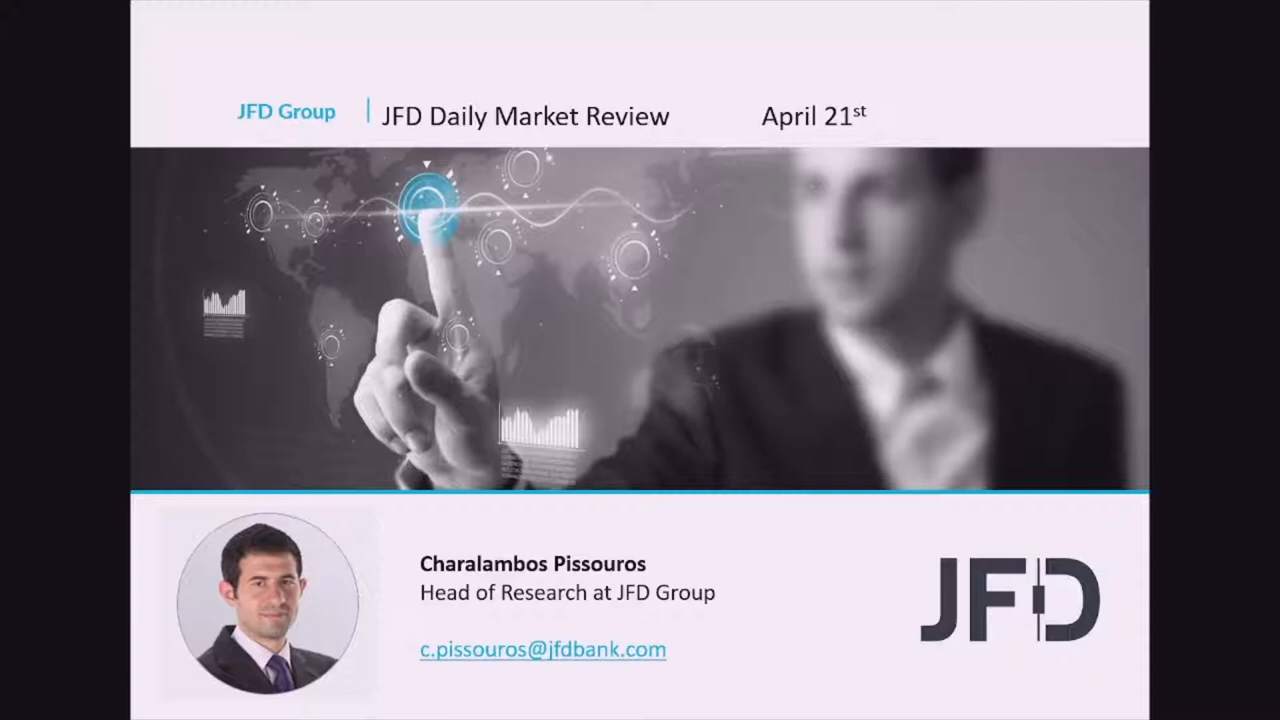 JFD Group
JFD Daily Market Review April 21st
Charalambos Pissouros
Head of Research at JFD Group
c.pissouros@jfdbank.com
JFD